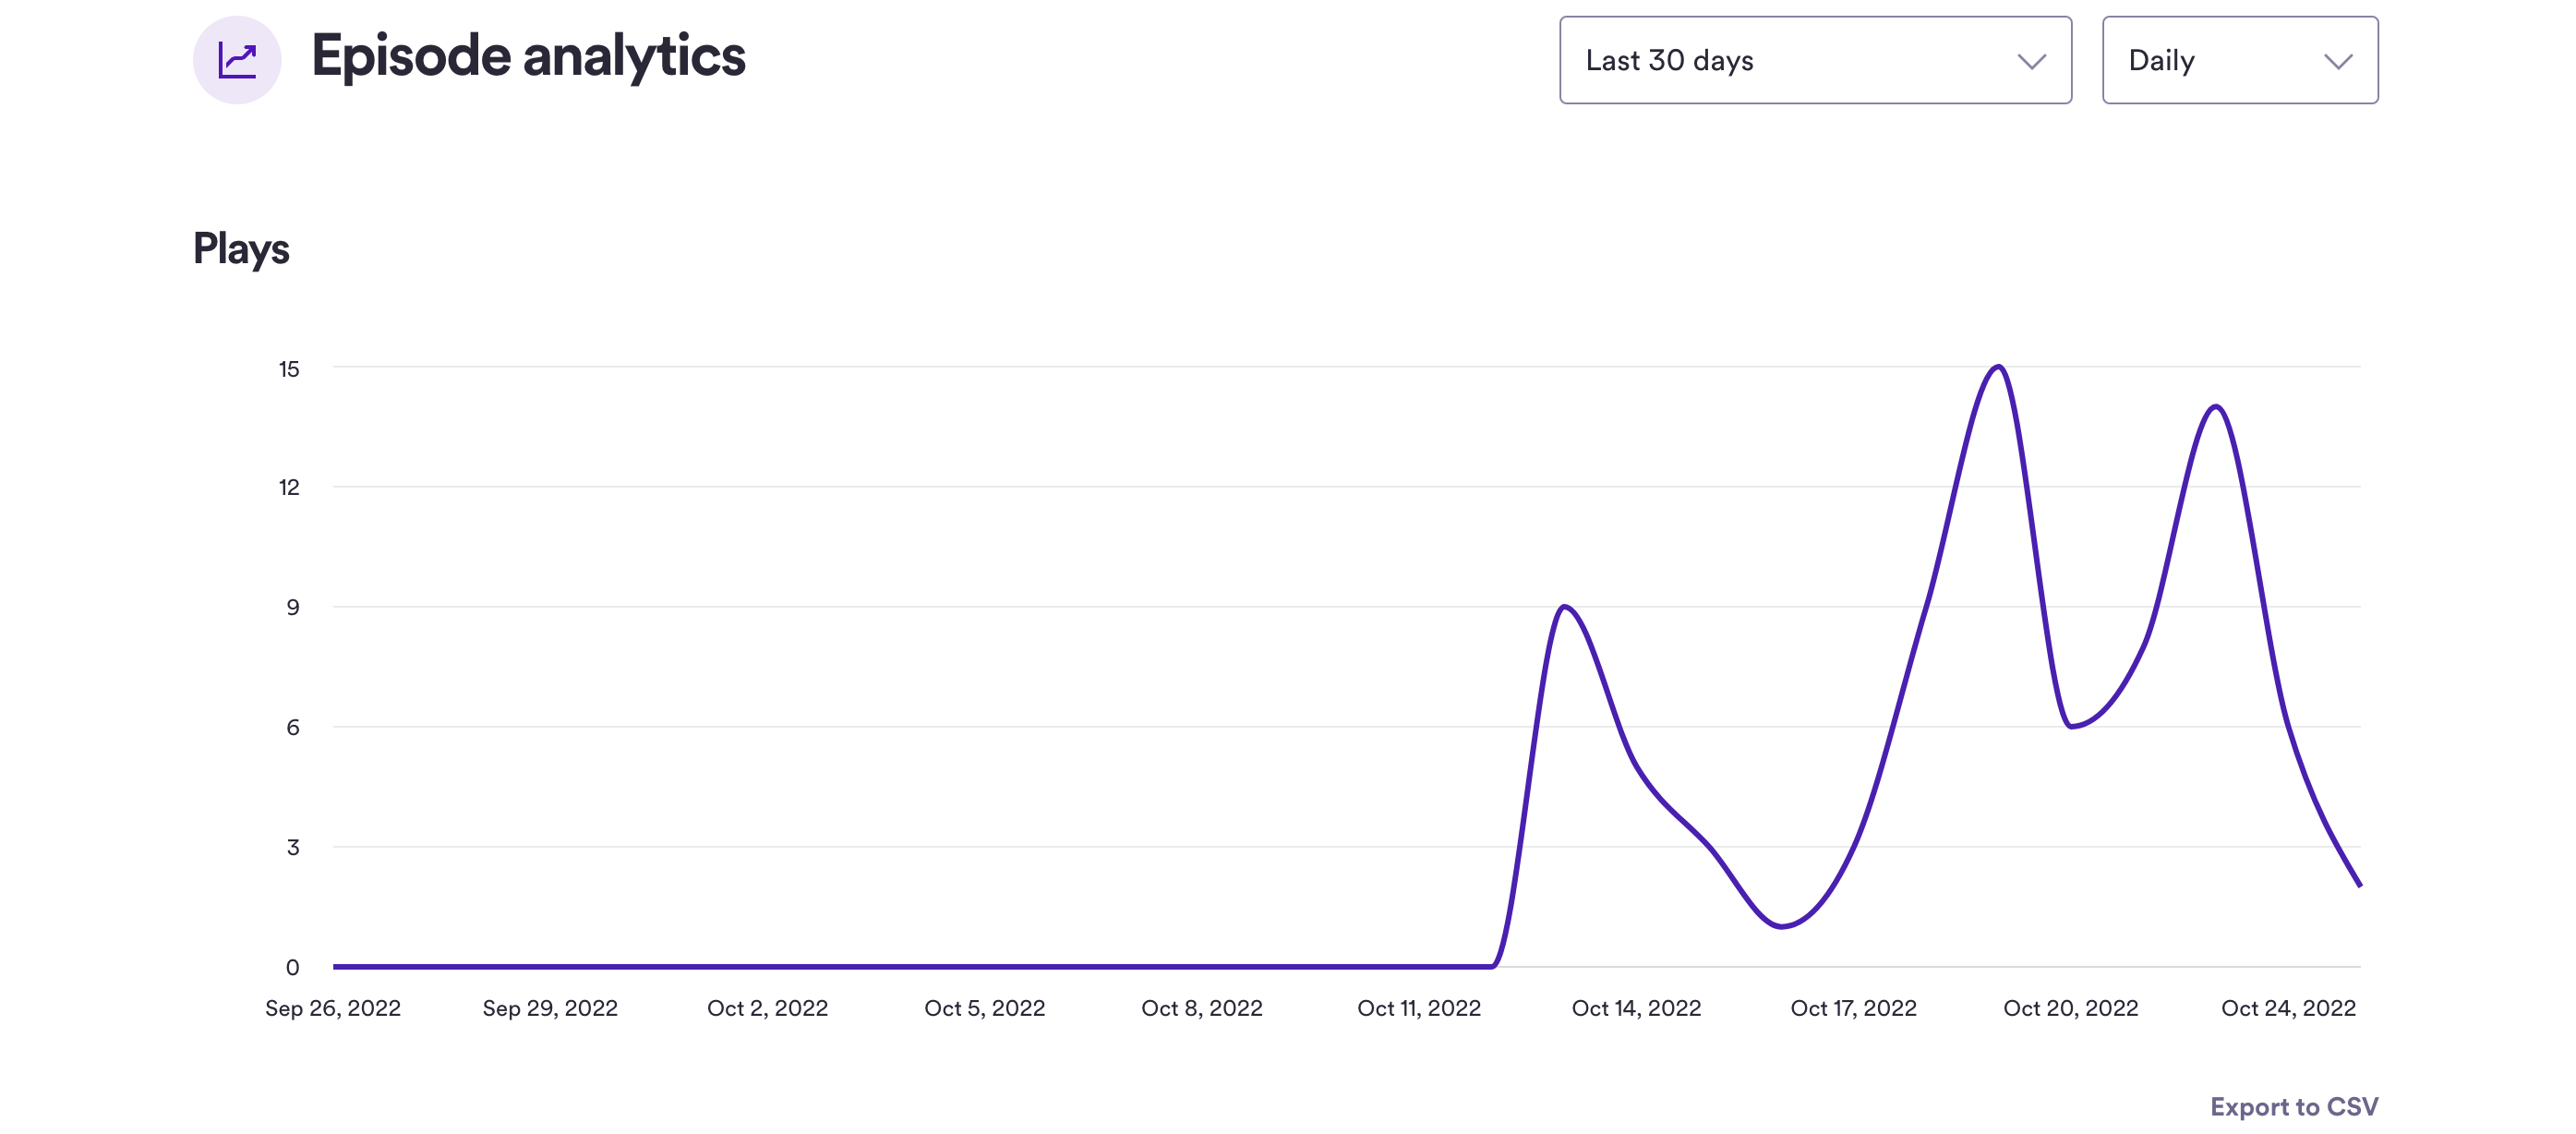 Episode analytics
Last 30 days
Daily
Plays
15
12
9
6
3
0
Sep 26, 2022 Sep 29, 2022 Oct 2, 2022 Oct 5, 2022 Oct 8, 2022 Oct 11, 2022 Oct 14, 2022 Oct 17, 2022 Oct 20, 2022 Oct 24, 2022
Export to CSV